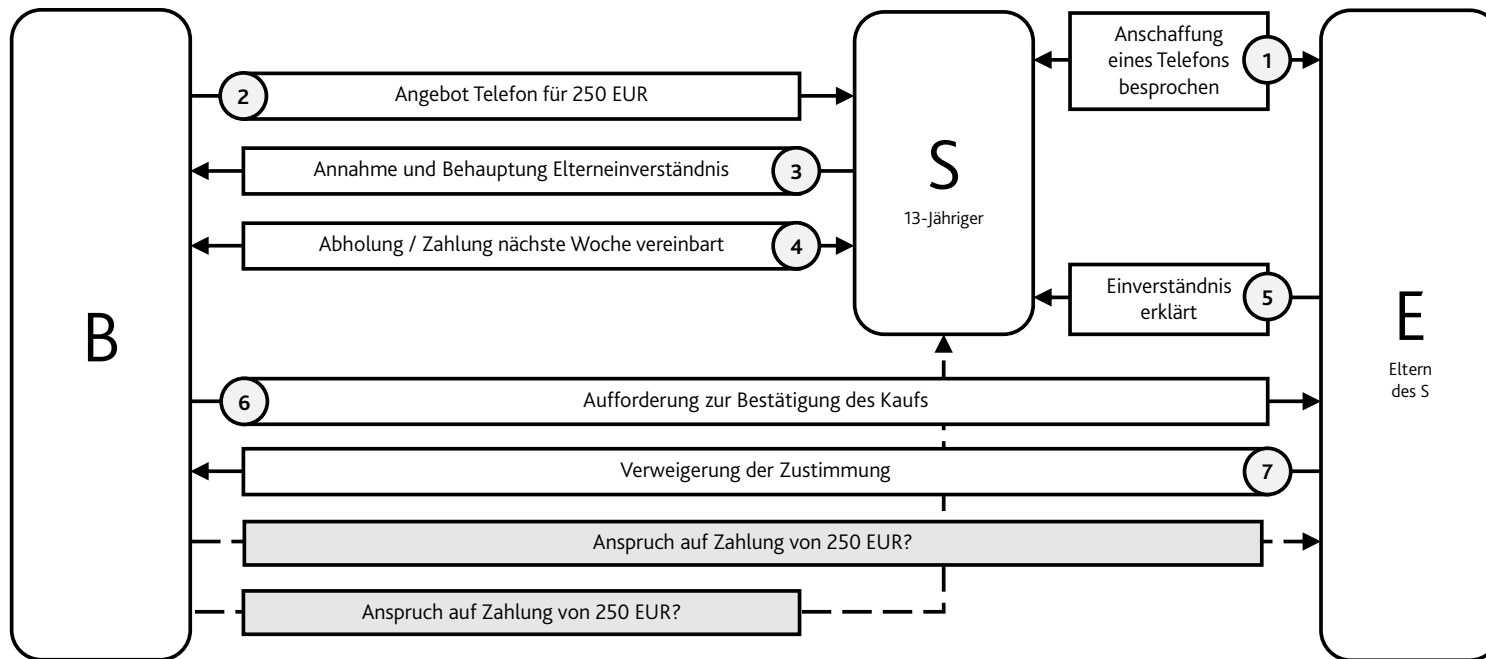 Anschaffung
eines Telefons
besprochen
1
2
Angebot Telefon für 250 EUR
Annahme und Behauptung Elterneinverständnis
3
S
13-Jähriger
Abholung / Zahlung nächste Woche vereinbart
4
Einverständnis
erklärt
5
B
E
Eltern
des S
6
Aufforderung zur Bestätigung des Kaufs
Verweigerung der Zustimmung
7
Anspruch auf Zahlung von 250 EUR?
Anspruch auf Zahlung von 250 EUR?